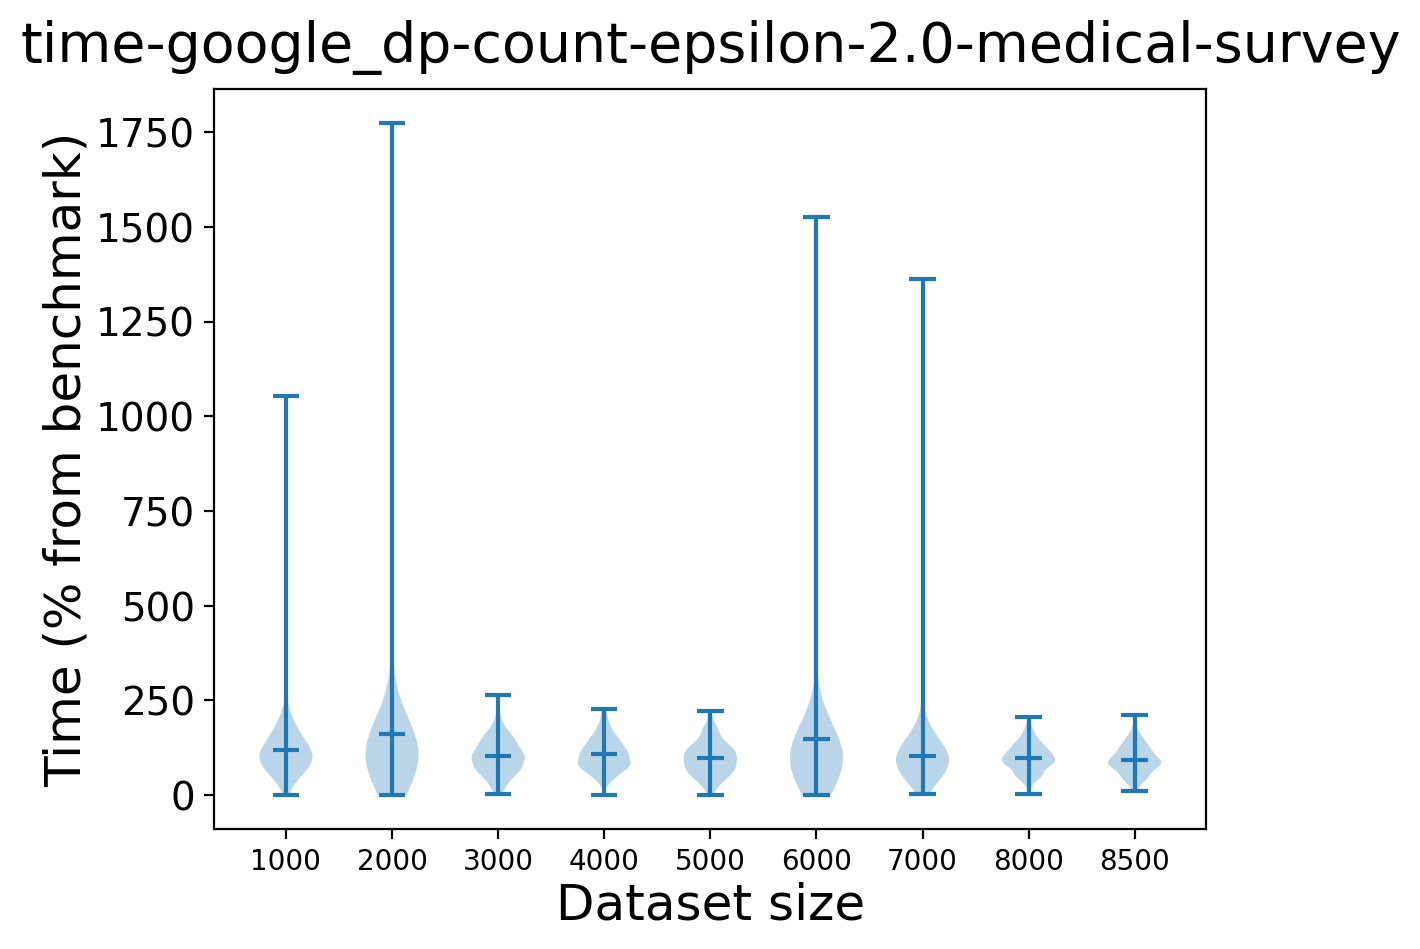 time-google_dp-count-epsilon-2.0-medical-survey
Time (% from benchmark)
1750
1500
1250
1000
750
500
250
0
1000 2000 3000 4000 5000 6000 7000 8000 8500
Dataset size